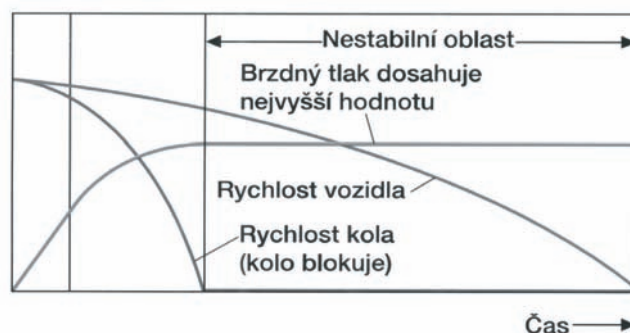 Nestabilní oblast
Brzdný tlak dosahuje
nejvyšší hodnotu
Rychlost vozidla
Rychlost kola
(kolo blokuje)
Čas